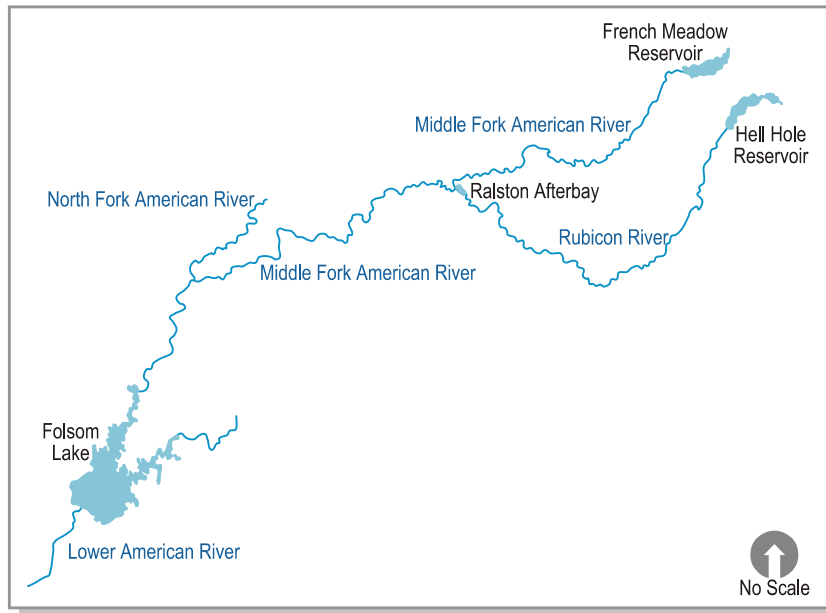 French Meadow
Reservoir
Middle Fork American River
Hell Hole
Reservoir
North Fork American River
Ralston Afterbay
Rubicon River
Middle Fork American River
Folsom
Lake
Lower American River
No Scale